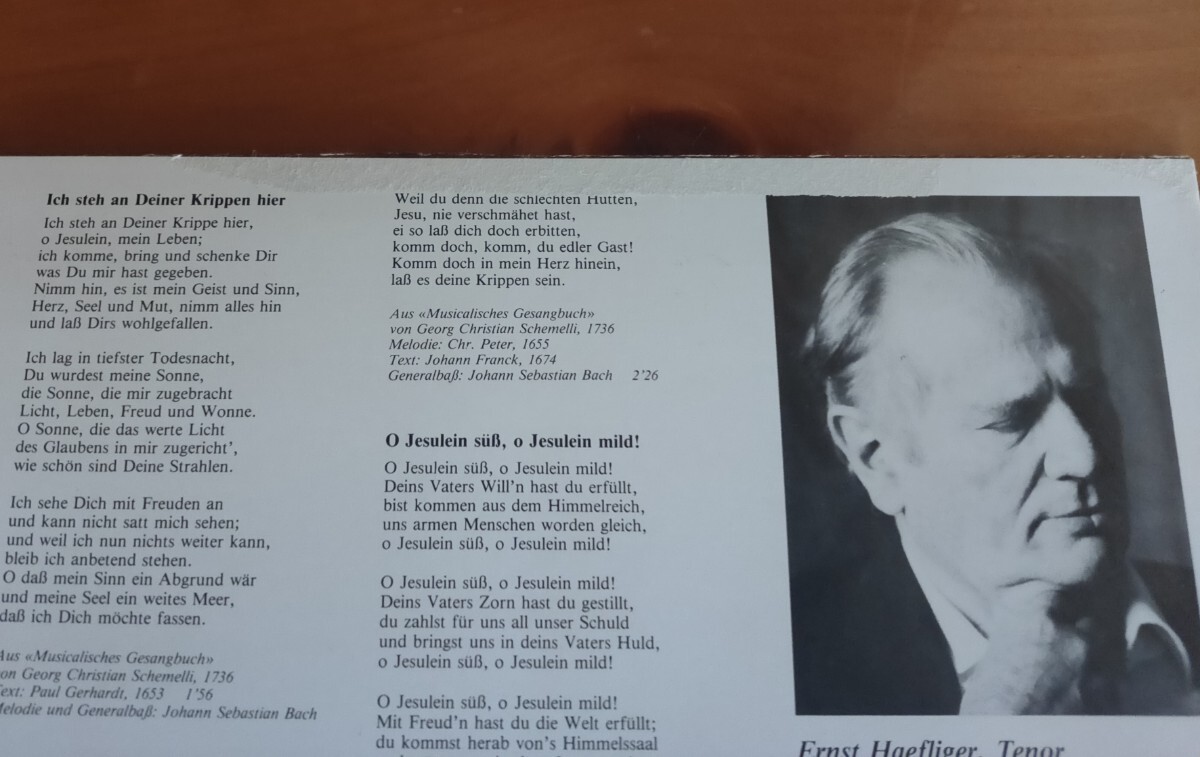 Ich steh an Deiner Krippen hier
Ich steh an Deiner Krippe hier,
o Jesulein, mein Leben;
ich komme, bring und schenke Dir
was Du mir hast gegeben.
Nimm hin, es ist mein Geist und Sinn,
Herz, Seel und Mut, nimm alles hin
und laß Dirs wohlgefallen.
Ich lag in tiefster Todesnacht,
Du wurdest meine Sonne,
die Sonne, die mir zugebracht
Licht, Leben, Freud und Wonne.
O Sonne, die das werte Licht
des Glaubens in mir zugericht',
wie schön sind Deine Strahlen.
Ich sehe Dich mit Freuden an
und kann nicht satt mich sehen;
und weil ich nun nichts weiter kann,
bleib ich anbetend stehen.
O daß mein Sinn ein Abgrund wär
und meine Seel ein weites Meer,
daß ich Dich möchte fassen.
Aus «Musicalisches Gesangbuch»
von Georg Christian Schemelli, 1736
Text: Paul Gerhardt, 1653 1'56
Melodie und Generalbaß: Johann Sebastian Bach
Weil du denn die schlechten Hütten,
Jesu, nie verschmähet hast,
ei so laß dich doch erbitten,
komm doch, komm, du edler Gast!
Komm doch in mein Herz hinein,
laß es deine Krippen sein.
Aus «Musicalisches Gesangbuch»
von Georg Christian Schemelli, 1736
Melodie: Chr. Peter, 1655
Text: Johann Franck, 1674
Generalbaß: Johann Sebastian Bach 2'26
O Jesulein süß, o Jesulein mild!
O Jesulein süß, o Jesulein mild!
Deins Vaters Will'n hast du erfüllt,
bist kommen aus dem Himmelreich,
uns armen Menschen worden gleich,
o Jesulein süß, o Jesulein mild!
O Jesulein süß, o Jesulein mild!
Deins Vaters Zorn hast du gestillt,
du zahlst für uns all unser Schuld
und bringst uns in deins Vaters Huld,
o Jesulein süß, o Jesulein mild!
O Jesulein süß, o Jesulein mild!
Mit Freud'n hast du die Welt erfüllt;
du kommst herab von's Himmelssaal
Ernst Haefliger, Tenor